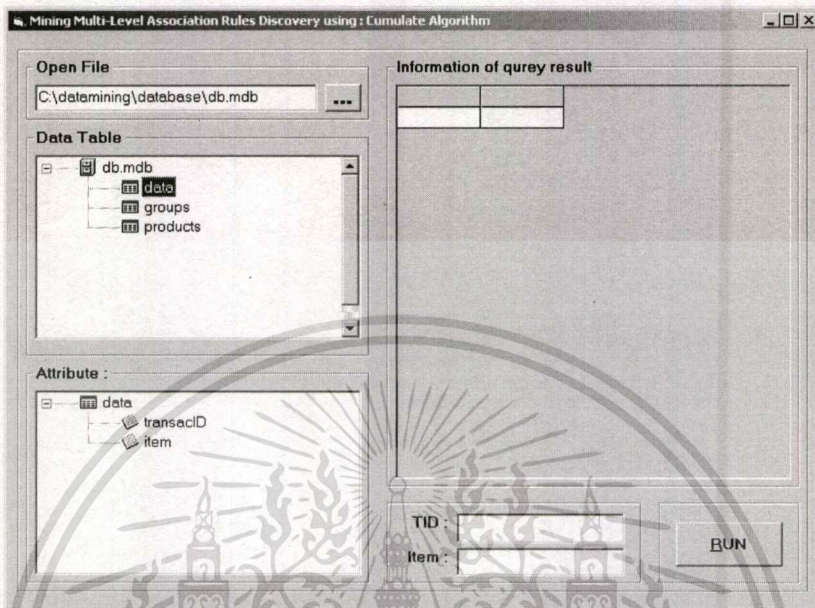 Mining Multi-Level Association Rules Discovery using : Cumulate Algorithm
Open File
C:\datamining\database\db.mdb
...
Data Table
db.mdb
data
groups
products
Attribute :
data
transacID
item
Information of qurey result
TID :
Item :
RUN